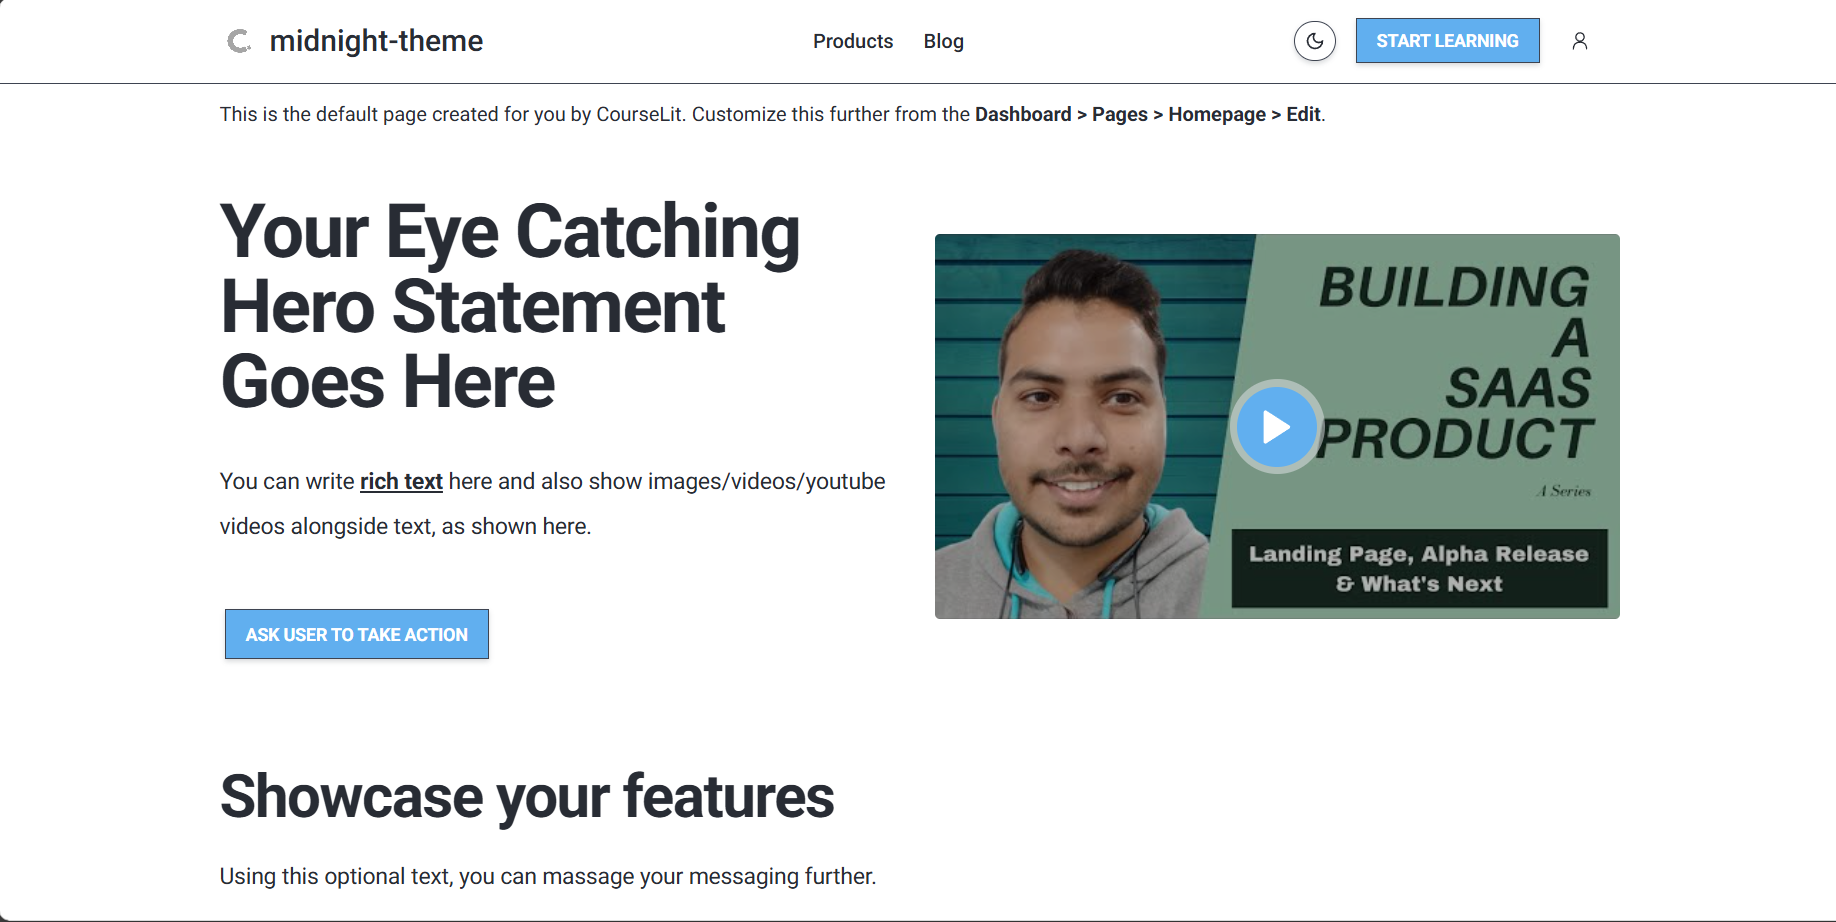 midnight-theme
Products
Blog
START LEARNING
This is the default page created for you by CourseLit. Customize this further from the Dashboard > Pages > Homepage > Edit.
Your Eye Catching
Hero Statement
Goes Here
You can write rich text here and also show images/videos/youtube
videos alongside text, as shown here.
ASK USER TO TAKE ACTION
BUILDING
A
SAAS
PRODUCT
A Series
Landing Page, Alpha Release
& What's Next
Showcase your features
Using this optional text, you can massage your messaging further.